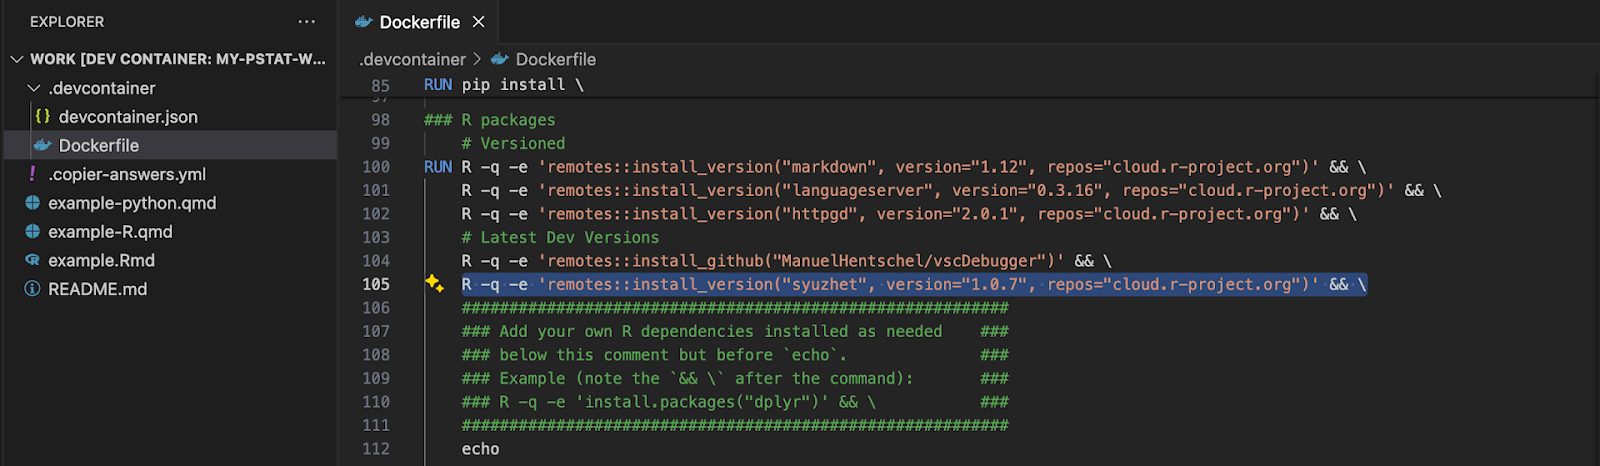 EXPLORER
···
WORK [DEV CONTAINER: MY-PSTAT-W...
.devcontainer
{} devcontainer.json
Dockerfile
! .copier-answers.yml
example-python.qmd
example-R.qmd
example.Rmd
README.md
Dockerfile
.devcontainer > Dockerfile
85 RUN pip install \
97
98 ### R packages
99 # Versioned
100 RUN R -q -e 'remotes::install_version("markdown", version="1.12", repos="cloud.r-project.org")' && \
101 R -q -e 'remotes::install_version("languageserver", version="0.3.16", repos="cloud.r-project.org")' && \
102 R -q -e 'remotes::install_version("httpgd", version="2.0.1", repos="cloud.r-project.org")' && \
103 # Latest Dev Versions
104 R -q -e 'remotes::install_github("ManuelHentschel/vscDebugger")' && \
105 R -q -e 'remotes::install_version("syuzhet", version="1.0.7", repos="cloud.r-project.org")' && \
106 ##########################################################
107 ### Add your own R dependencies installed as needed ###
108 ### below this comment but before `echo`. ###
109 ### Example (note the `&& \` after the command): ###
110 ### R -q -e 'install.packages("dplyr")' && \ ###
111 ##########################################################
112 echo